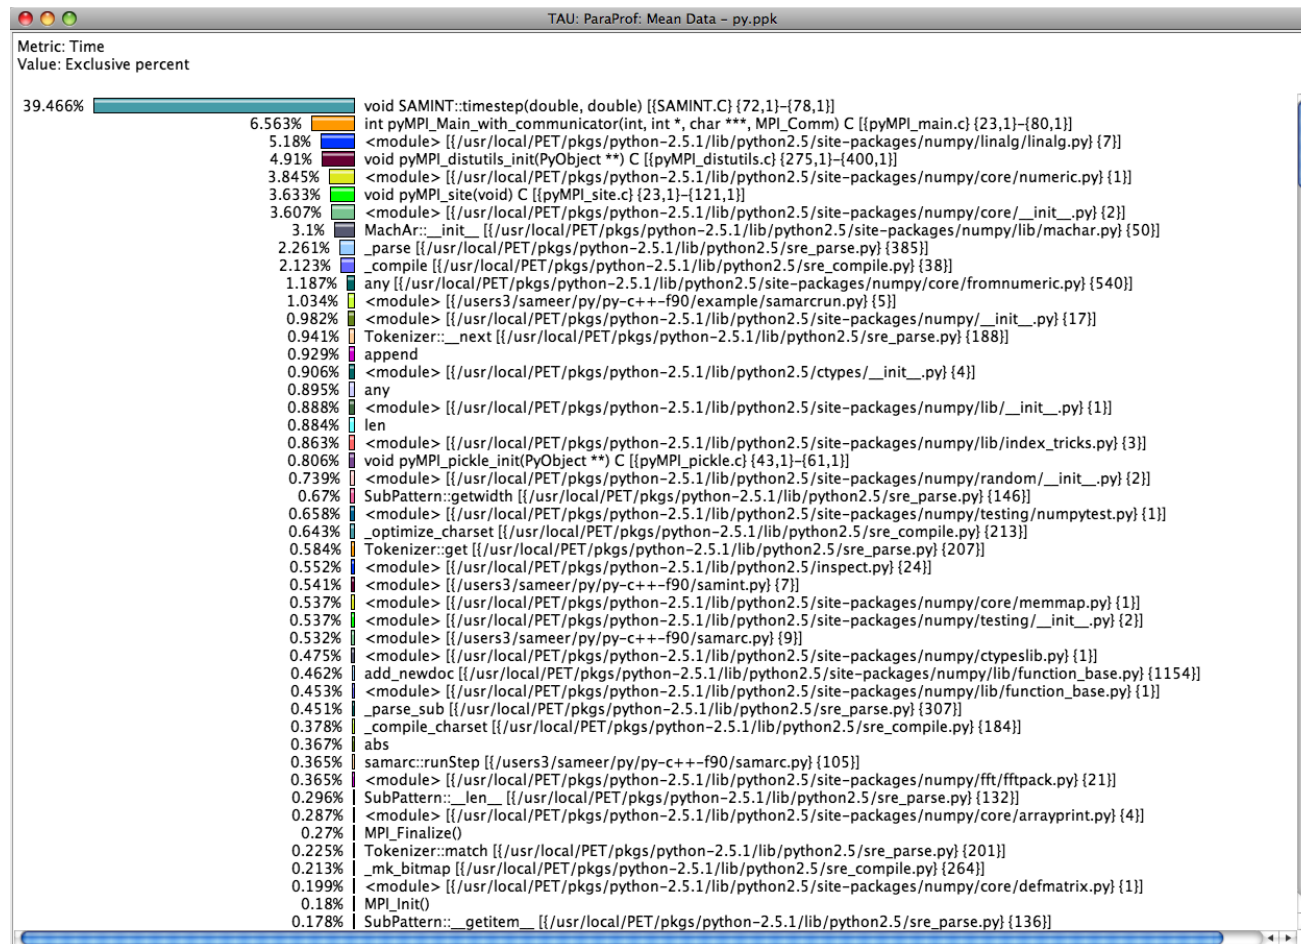 TAU: ParaProf: Mean Data – py.ppk
Metric: Time
Value: Exclusive percent
39.466% void SAMINT::timestep(double, double) [{SAMINT.C} {72,1}–{78,1}]
6.563% int pyMPI_Main_with_communicator(int, int *, char ***, MPI_Comm) C [{pyMPI_main.c} {23,1}–{80,1}]
5.18% <module> [{/usr/local/PET/pkgs/python–2.5.1/lib/python2.5/site–packages/numpy/linalg/linalg.py} {7}]
4.91% void pyMPI_distutils_init(PyObject **) C [{pyMPI_distutils.c} {275,1}–{400,1}]
3.845% <module> [{/usr/local/PET/pkgs/python–2.5.1/lib/python2.5/site–packages/numpy/core/numeric.py} {1}]
3.633% void pyMPI_site(void) C [{pyMPI_site.c} {23,1}–{121,1}]
3.607% <module> [{/usr/local/PET/pkgs/python–2.5.1/lib/python2.5/site–packages/numpy/core/__init__.py} {2}]
3.1% MachAr::__init__ [{/usr/local/PET/pkgs/python–2.5.1/lib/python2.5/site–packages/numpy/lib/machar.py} {50}]
2.261% _parse [{/usr/local/PET/pkgs/python–2.5.1/lib/python2.5/sre_parse.py} {385}]
2.123% _compile [{/usr/local/PET/pkgs/python–2.5.1/lib/python2.5/sre_compile.py} {38}]
1.187% any [{/usr/local/PET/pkgs/python–2.5.1/lib/python2.5/site–packages/numpy/core/fromnumeric.py} {540}]
1.034% <module> [{/users3/sameer/py/py–c++–f90/example/samarcrun.py} {5}]
0.982% <module> [{/usr/local/PET/pkgs/python–2.5.1/lib/python2.5/site–packages/numpy/__init__.py} {17}]
0.941% Tokenizer::__next [{/usr/local/PET/pkgs/python–2.5.1/lib/python2.5/sre_parse.py} {188}]
0.929% append
0.906% <module> [{/usr/local/PET/pkgs/python–2.5.1/lib/python2.5/ctypes/__init__.py} {4}]
0.895% any
0.888% <module> [{/usr/local/PET/pkgs/python–2.5.1/lib/python2.5/site–packages/numpy/lib/__init__.py} {1}]
0.884% len
0.863% <module> [{/usr/local/PET/pkgs/python–2.5.1/lib/python2.5/site–packages/numpy/lib/index_tricks.py} {3}]
0.806% void pyMPI_pickle_init(PyObject **) C [{pyMPI_pickle.c} {43,1}–{61,1}]
0.739% <module> [{/usr/local/PET/pkgs/python–2.5.1/lib/python2.5/site–packages/numpy/random/__init__.py} {2}]
0.67% SubPattern::getwidth [{/usr/local/PET/pkgs/python–2.5.1/lib/python2.5/sre_parse.py} {146}]
0.658% <module> [{/usr/local/PET/pkgs/python–2.5.1/lib/python2.5/site–packages/numpy/testing/numpytest.py} {1}]
0.643% _optimize_charset [{/usr/local/PET/pkgs/python–2.5.1/lib/python2.5/sre_compile.py} {213}]
0.584% Tokenizer::get [{/usr/local/PET/pkgs/python–2.5.1/lib/python2.5/sre_parse.py} {207}]
0.552% <module> [{/usr/local/PET/pkgs/python–2.5.1/lib/python2.5/inspect.py} {24}]
0.541% <module> [{/users3/sameer/py/py–c++–f90/samint.py} {7}]
0.537% <module> [{/usr/local/PET/pkgs/python–2.5.1/lib/python2.5/site–packages/numpy/core/memmap.py} {1}]
0.537% <module> [{/usr/local/PET/pkgs/python–2.5.1/lib/python2.5/site–packages/numpy/testing/__init__.py} {2}]
0.532% <module> [{/users3/sameer/py/py–c++–f90/samarc.py} {9}]
0.475% <module> [{/usr/local/PET/pkgs/python–2.5.1/lib/python2.5/site–packages/numpy/ctypeslib.py} {1}]
0.462% add_newdoc [{/usr/local/PET/pkgs/python–2.5.1/lib/python2.5/site–packages/numpy/lib/function_base.py} {1154}]
0.453% <module> [{/usr/local/PET/pkgs/python–2.5.1/lib/python2.5/site–packages/numpy/lib/function_base.py} {1}]
0.451% _parse_sub [{/usr/local/PET/pkgs/python–2.5.1/lib/python2.5/sre_parse.py} {307}]
0.378% _compile_charset [{/usr/local/PET/pkgs/python–2.5.1/lib/python2.5/sre_compile.py} {184}]
0.367% abs
0.365% samarc::runStep [{/users3/sameer/py/py–c++–f90/samarc.py} {105}]
0.365% <module> [{/usr/local/PET/pkgs/python–2.5.1/lib/python2.5/site–packages/numpy/fft/fftpack.py} {21}]
0.296% SubPattern::__len__ [{/usr/local/PET/pkgs/python–2.5.1/lib/python2.5/sre_parse.py} {132}]
0.287% <module> [{/usr/local/PET/pkgs/python–2.5.1/lib/python2.5/site–packages/numpy/core/arrayprint.py} {4}]
0.27% MPI_Finalize()
0.225% Tokenizer::match [{/usr/local/PET/pkgs/python–2.5.1/lib/python2.5/sre_parse.py} {201}]
0.213% _mk_bitmap [{/usr/local/PET/pkgs/python–2.5.1/lib/python2.5/sre_compile.py} {264}]
0.199% <module> [{/usr/local/PET/pkgs/python–2.5.1/lib/python2.5/site–packages/numpy/core/defmatrix.py} {1}]
0.18% MPI_Init()
0.178% SubPattern::__getitem__ [{/usr/local/PET/pkgs/python–2.5.1/lib/python2.5/sre_parse.py} {136}]